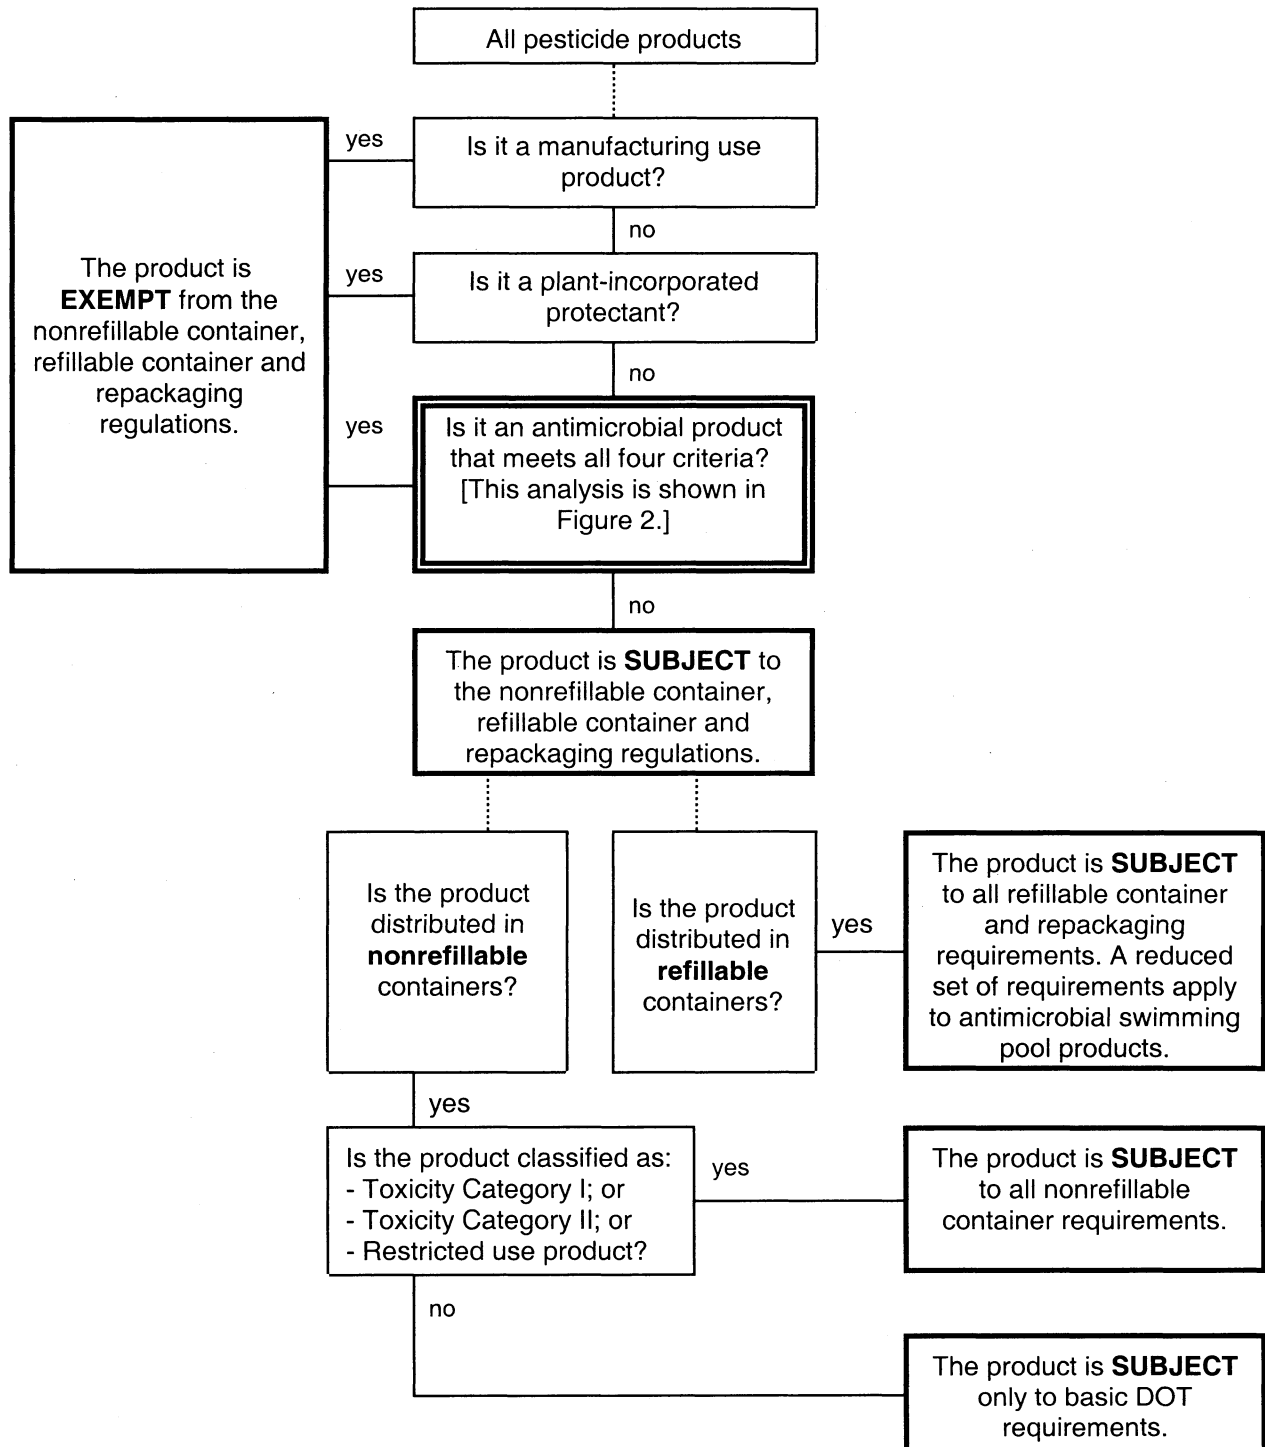 All pesticide products
yes
Is it a manufacturing use
product?
no
The product is
EXEMPT from the
nonrefillable container,
refillable container and
repackaging
regulations.
yes
Is it a plant-incorporated
protectant?
no
yes
Is it an antimicrobial product
that meets all four criteria?
[This analysis is shown in
Figure 2.]
no
The product is SUBJECT to
the nonrefillable container,
refillable container and
repackaging regulations.
Is the product
distributed in
nonrefillable
containers?
Is the product
distributed in
refillable
containers?
yes
The product is SUBJECT
to all refillable container
and repackaging
requirements. A reduced
set of requirements apply
to antimicrobial swimming
pool products.
yes
Is the product classified as:
- Toxicity Category I; or
- Toxicity Category II; or
- Restricted use product?
yes
The product is SUBJECT
to all nonrefillable
container requirements.
no
The product is SUBJECT
only to basic DOT
requirements.